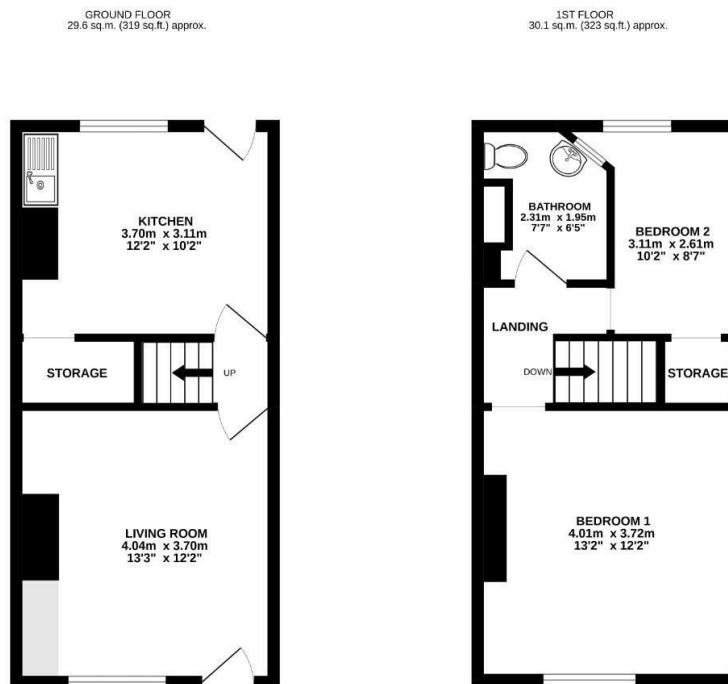 GROUND FLOOR
29.6 sq.m. (319 sq.ft.) approx.
KITCHEN
3.70m x 3.11m
12'2" x 10'2"
STORAGE
UP
LIVING ROOM
4.04m x 3.70m
13'3" x 12'2"
1ST FLOOR
30.1 sq.m. (323 sq.ft.) approx.
BATHROOM
2.31m x 1.95m
7'7" x 6'5"
BEDROOM 2
3.11m x 2.61m
10'2" x 8'7"
LANDING
DOWN
STORAGE
BEDROOM 1
4.01m x 3.72m
13'2" x 12'2"